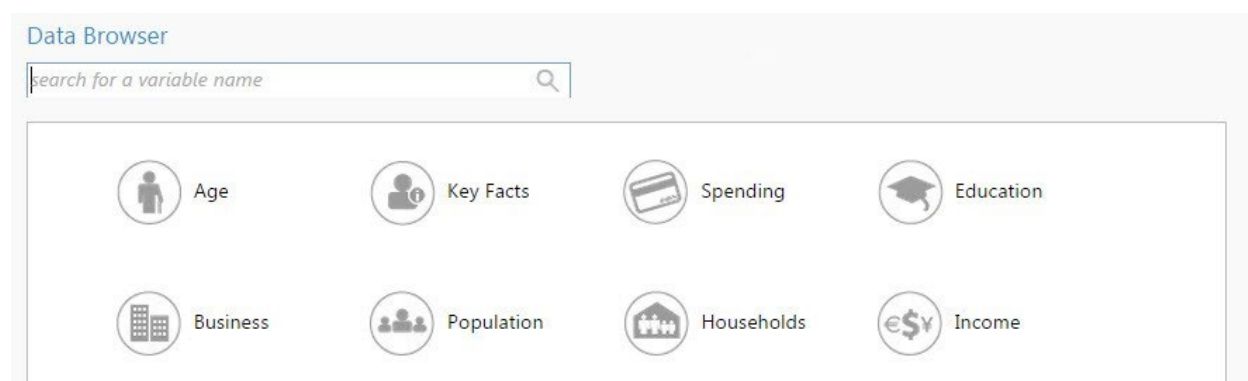 Data Browser
search for a variable name
Age Key Facts Spending Education
Business Population Households Income
€$¥